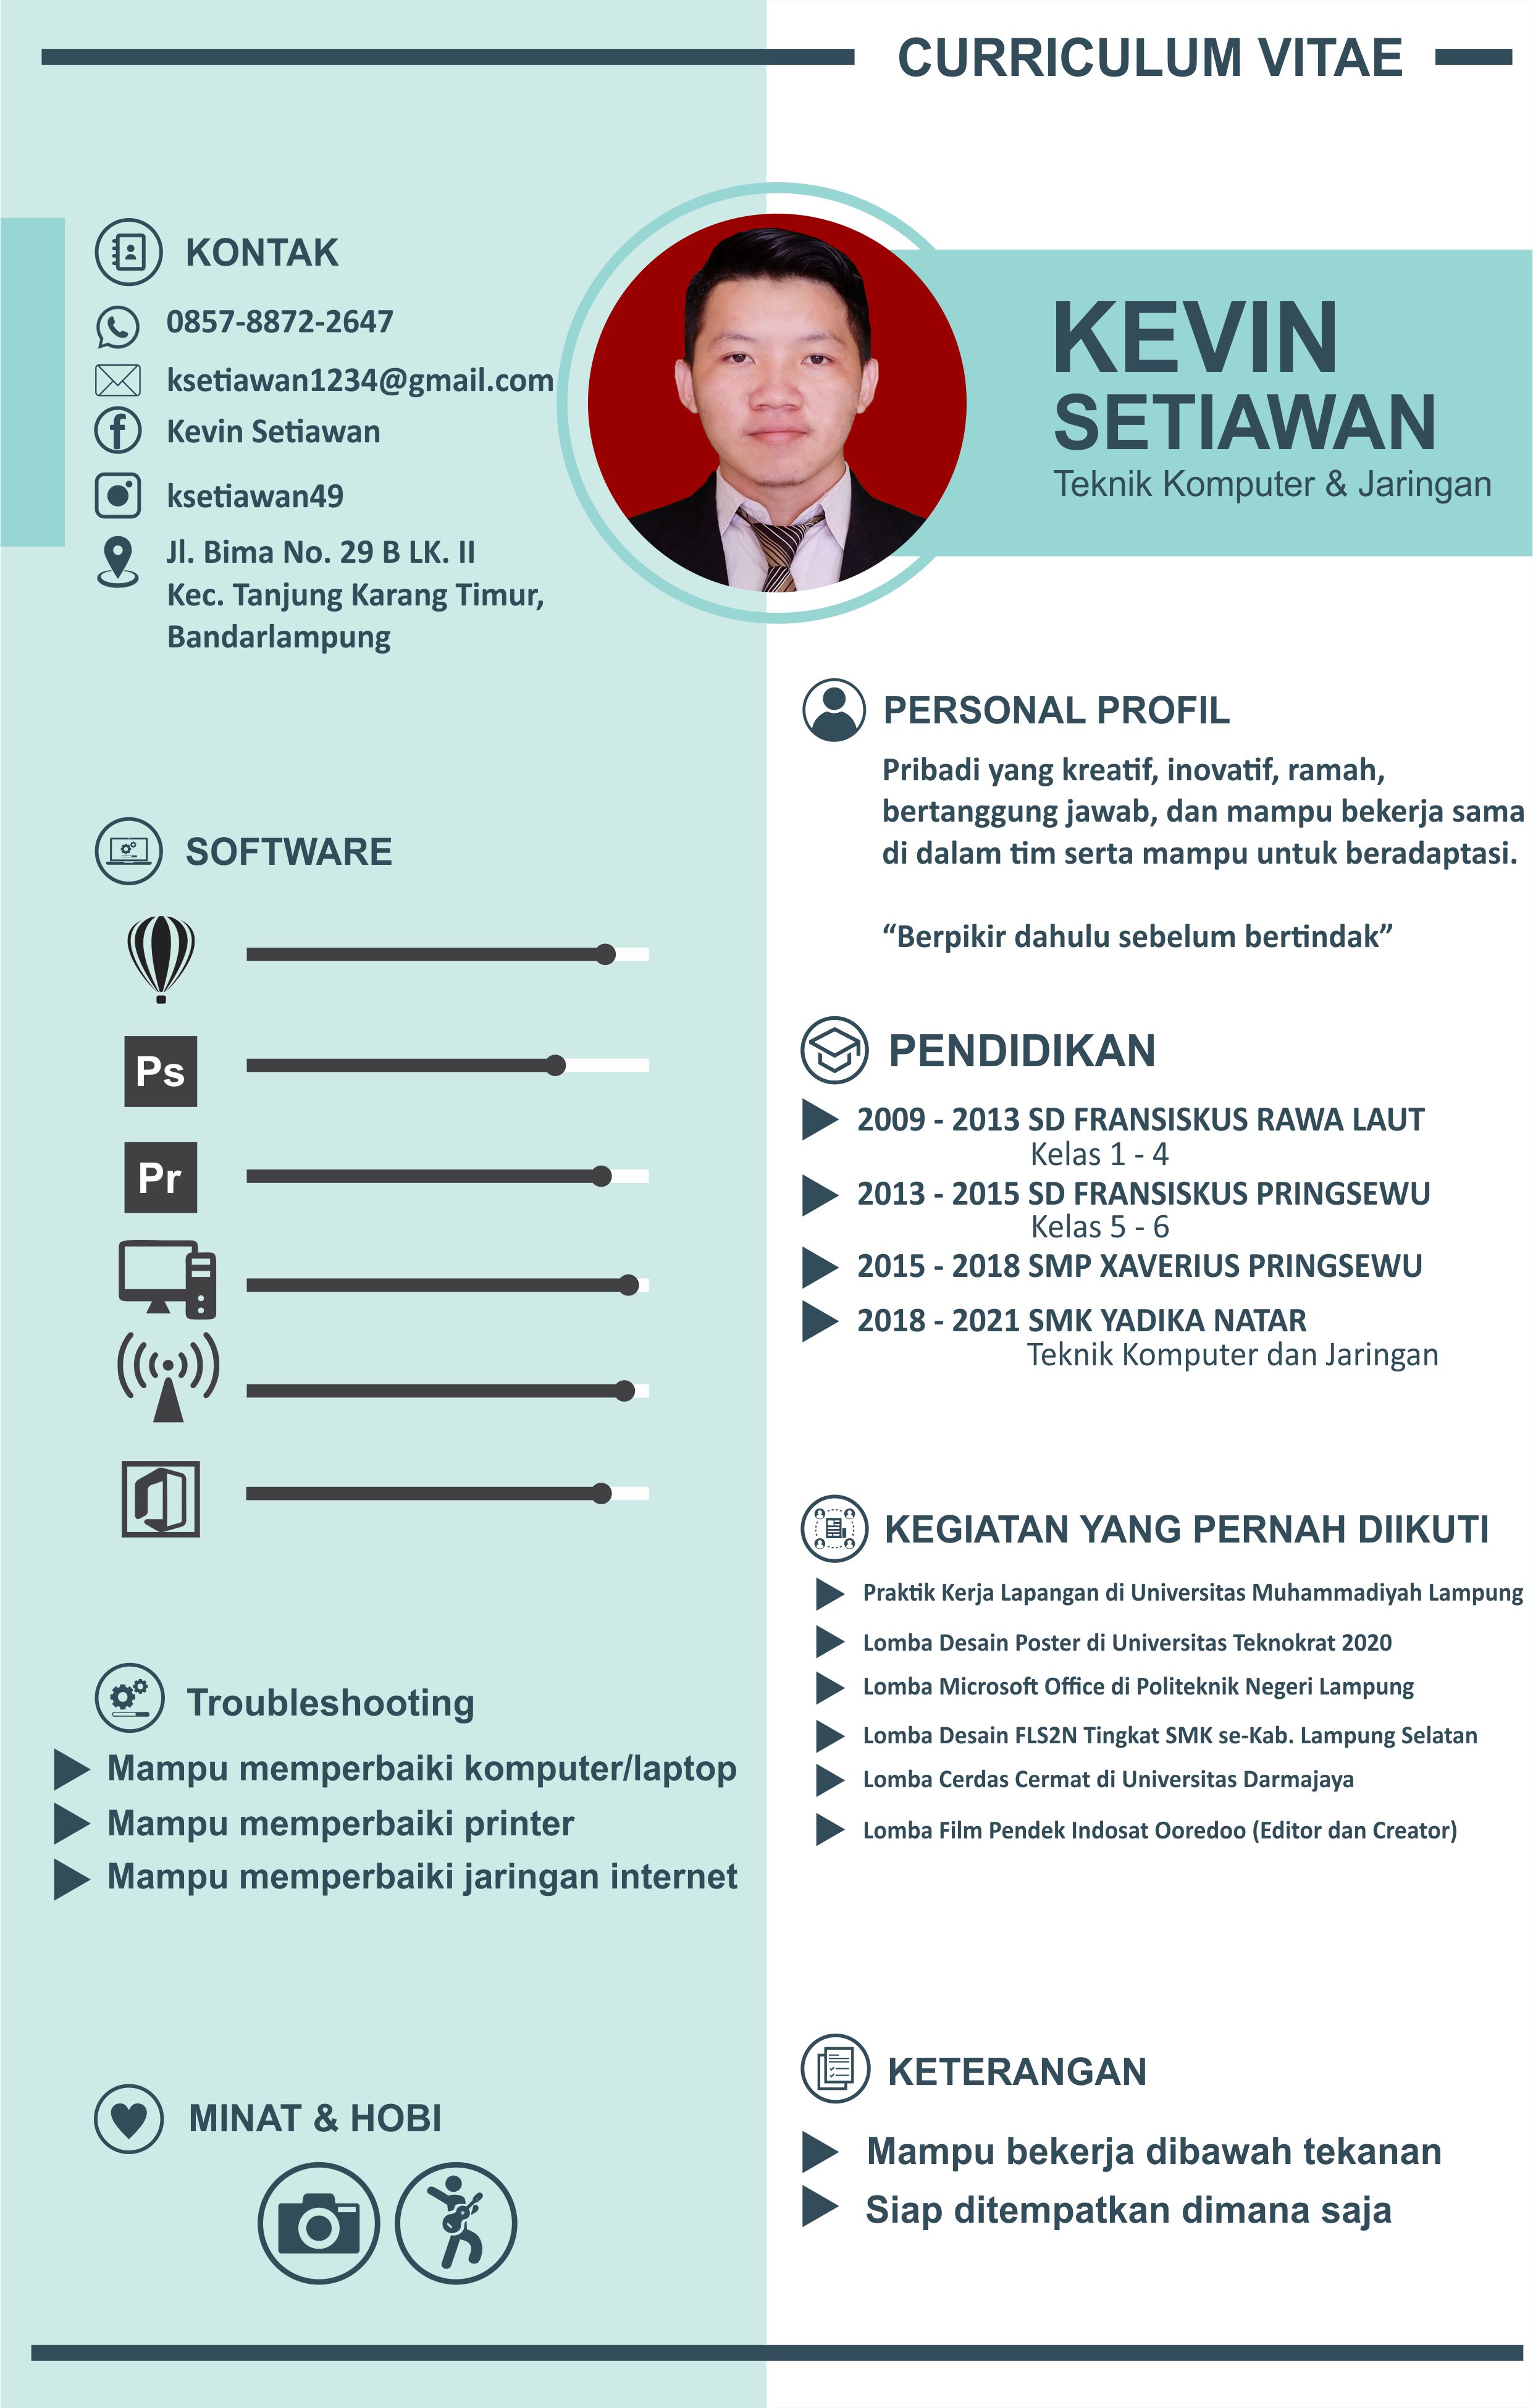 CURRICULUM VITAE
KONTAK
0857-8872-2647
ksetiawan1234@gmail.com
Kevin Setiawan
ksetiawan49
Jl. Bima No. 29 B LK. II
Kec. Tanjung Karang Timur,
Bandarlampung
KEVIN
SETIAWAN
Teknik Komputer & Jaringan
SOFTWARE
Ps
Pr
Troubleshooting
Mampu memperbaiki komputer/laptop
Mampu memperbaiki printer
Mampu memperbaiki jaringan internet
MINAT & HOBI
PERSONAL PROFIL
Pribadi yang kreatif, inovatif, ramah,
bertanggung jawab, dan mampu bekerja sama
di dalam tim serta mampu untuk beradaptasi.
“Berpikir dahulu sebelum bertindak”
PENDIDIKAN
2009 - 2013 SD FRANSISKUS RAWA LAUT
Kelas 1 - 4
2013 - 2015 SD FRANSISKUS PRINGSEWU
Kelas 5 - 6
2015 - 2018 SMP XAVERIUS PRINGSEWU
2018 - 2021 SMK YADIKA NATAR
Teknik Komputer dan Jaringan
KEGIATAN YANG PERNAH DIIKUTI
Praktik Kerja Lapangan di Universitas Muhammadiyah Lampung
Lomba Desain Poster di Universitas Teknokrat 2020
Lomba Microsoft Office di Politeknik Negeri Lampung
Lomba Desain FLS2N Tingkat SMK se-Kab. Lampung Selatan
Lomba Cerdas Cermat di Universitas Darmajaya
Lomba Film Pendek Indosat Ooredoo (Editor dan Creator)
KETERANGAN
Mampu bekerja dibawah tekanan
Siap ditempatkan dimana saja